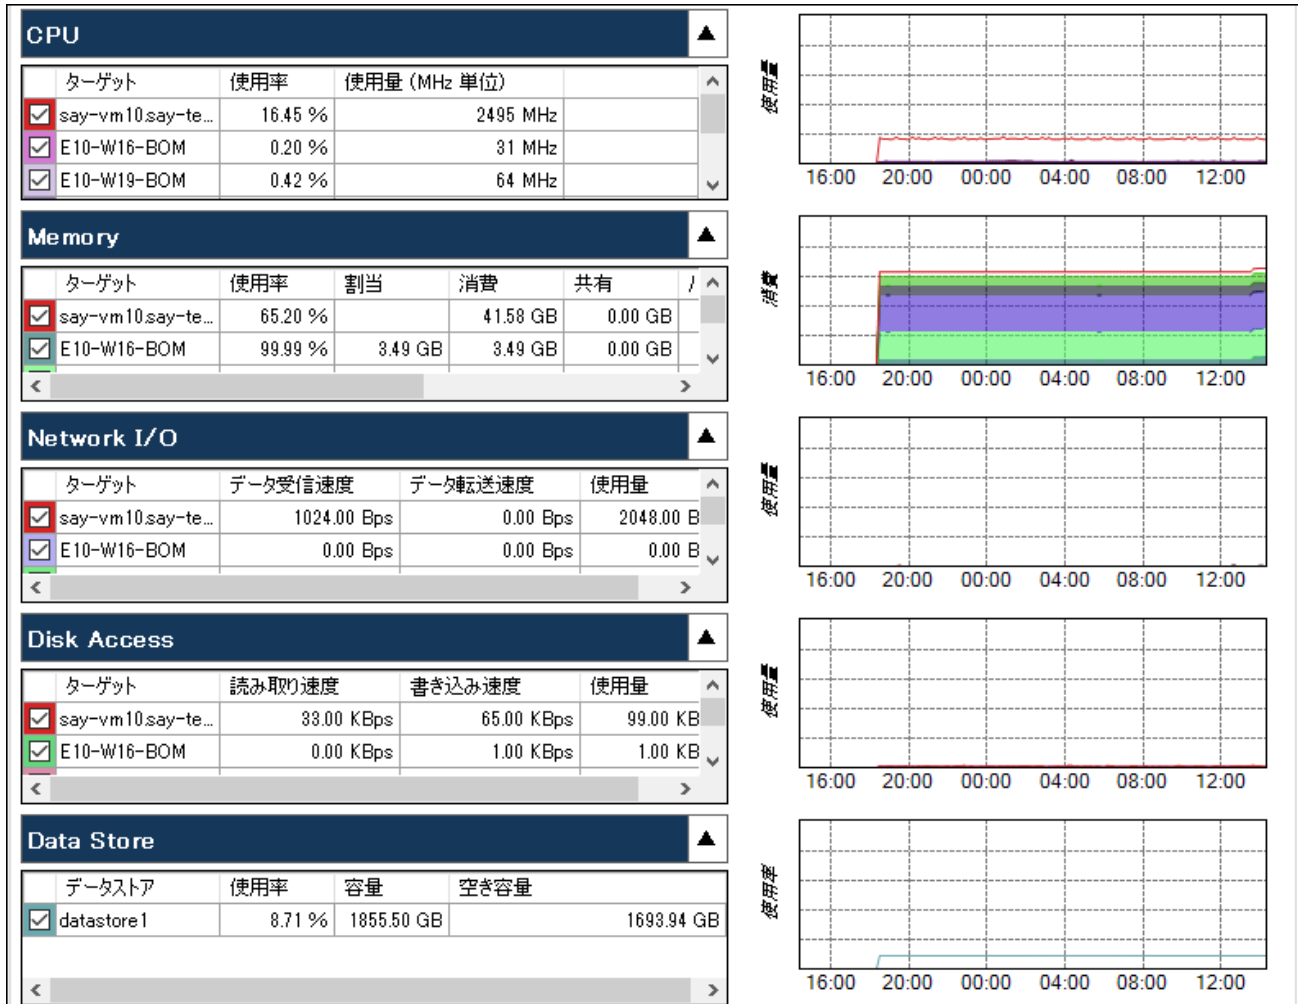 CPU ▲
ターゲット 使用率 使用量 (MHz 単位)
say-vm10.say-te... 16.45 % 2495 MHz
E10-W16-BOM 0.20 % 31 MHz
E10-W19-BOM 0.42 % 64 MHz
使用量
16:00 20:00 00:00 04:00 08:00 12:00
Memory ▲
ターゲット 使用率 割当 消費 共有
say-vm10.say-te... 65.20 % 41.58 GB 0.00 GB
E10-W16-BOM 99.99 % 3.49 GB 3.49 GB 0.00 GB
消費
16:00 20:00 00:00 04:00 08:00 12:00
Network I/O ▲
ターゲット データ受信速度 データ転送速度 使用量
say-vm10.say-te... 1024.00 Bps 0.00 Bps 2048.00 B
E10-W16-BOM 0.00 Bps 0.00 Bps 0.00 B
使用量
16:00 20:00 00:00 04:00 08:00 12:00
Disk Access ▲
ターゲット 読み取り速度 書き込み速度 使用量
say-vm10.say-te... 33.00 KBps 65.00 KBps 99.00 KB
E10-W16-BOM 0.00 KBps 1.00 KBps 1.00 KB
使用量
16:00 20:00 00:00 04:00 08:00 12:00
Data Store ▲
データストア 使用率 容量 空き容量
datastore1 8.71 % 1855.50 GB 1693.94 GB
使用率
16:00 20:00 00:00 04:00 08:00 12:00